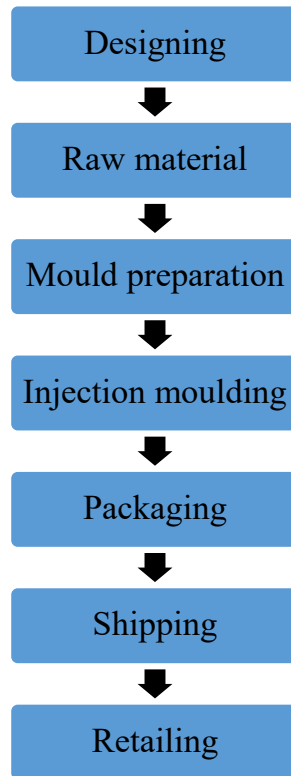 Designing
Raw material
Mould preparation
Injection moulding
Packaging
Shipping
Retailing